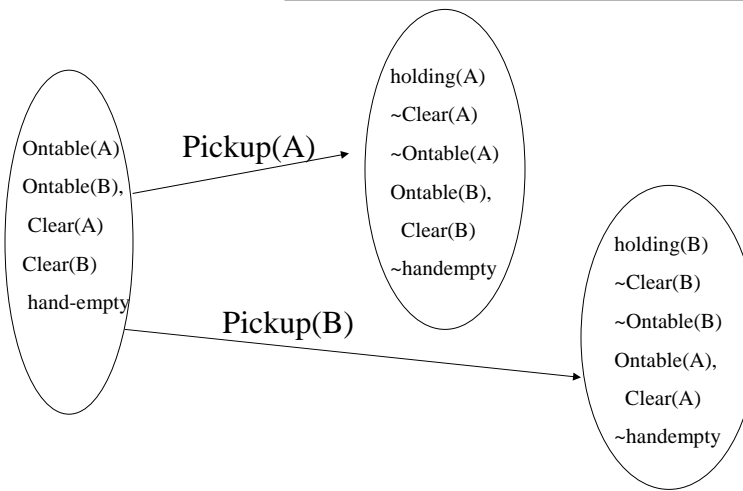 Ontable(A)
Ontable(B),
Clear(A)
Clear(B)
hand-empty
Pickup(A)
holding(A)
~Clear(A)
~Ontable(A)
Ontable(B),
Clear(B)
~handempty
Pickup(B)
holding(B)
~Clear(B)
~Ontable(B)
Ontable(A),
Clear(A)
~handempty